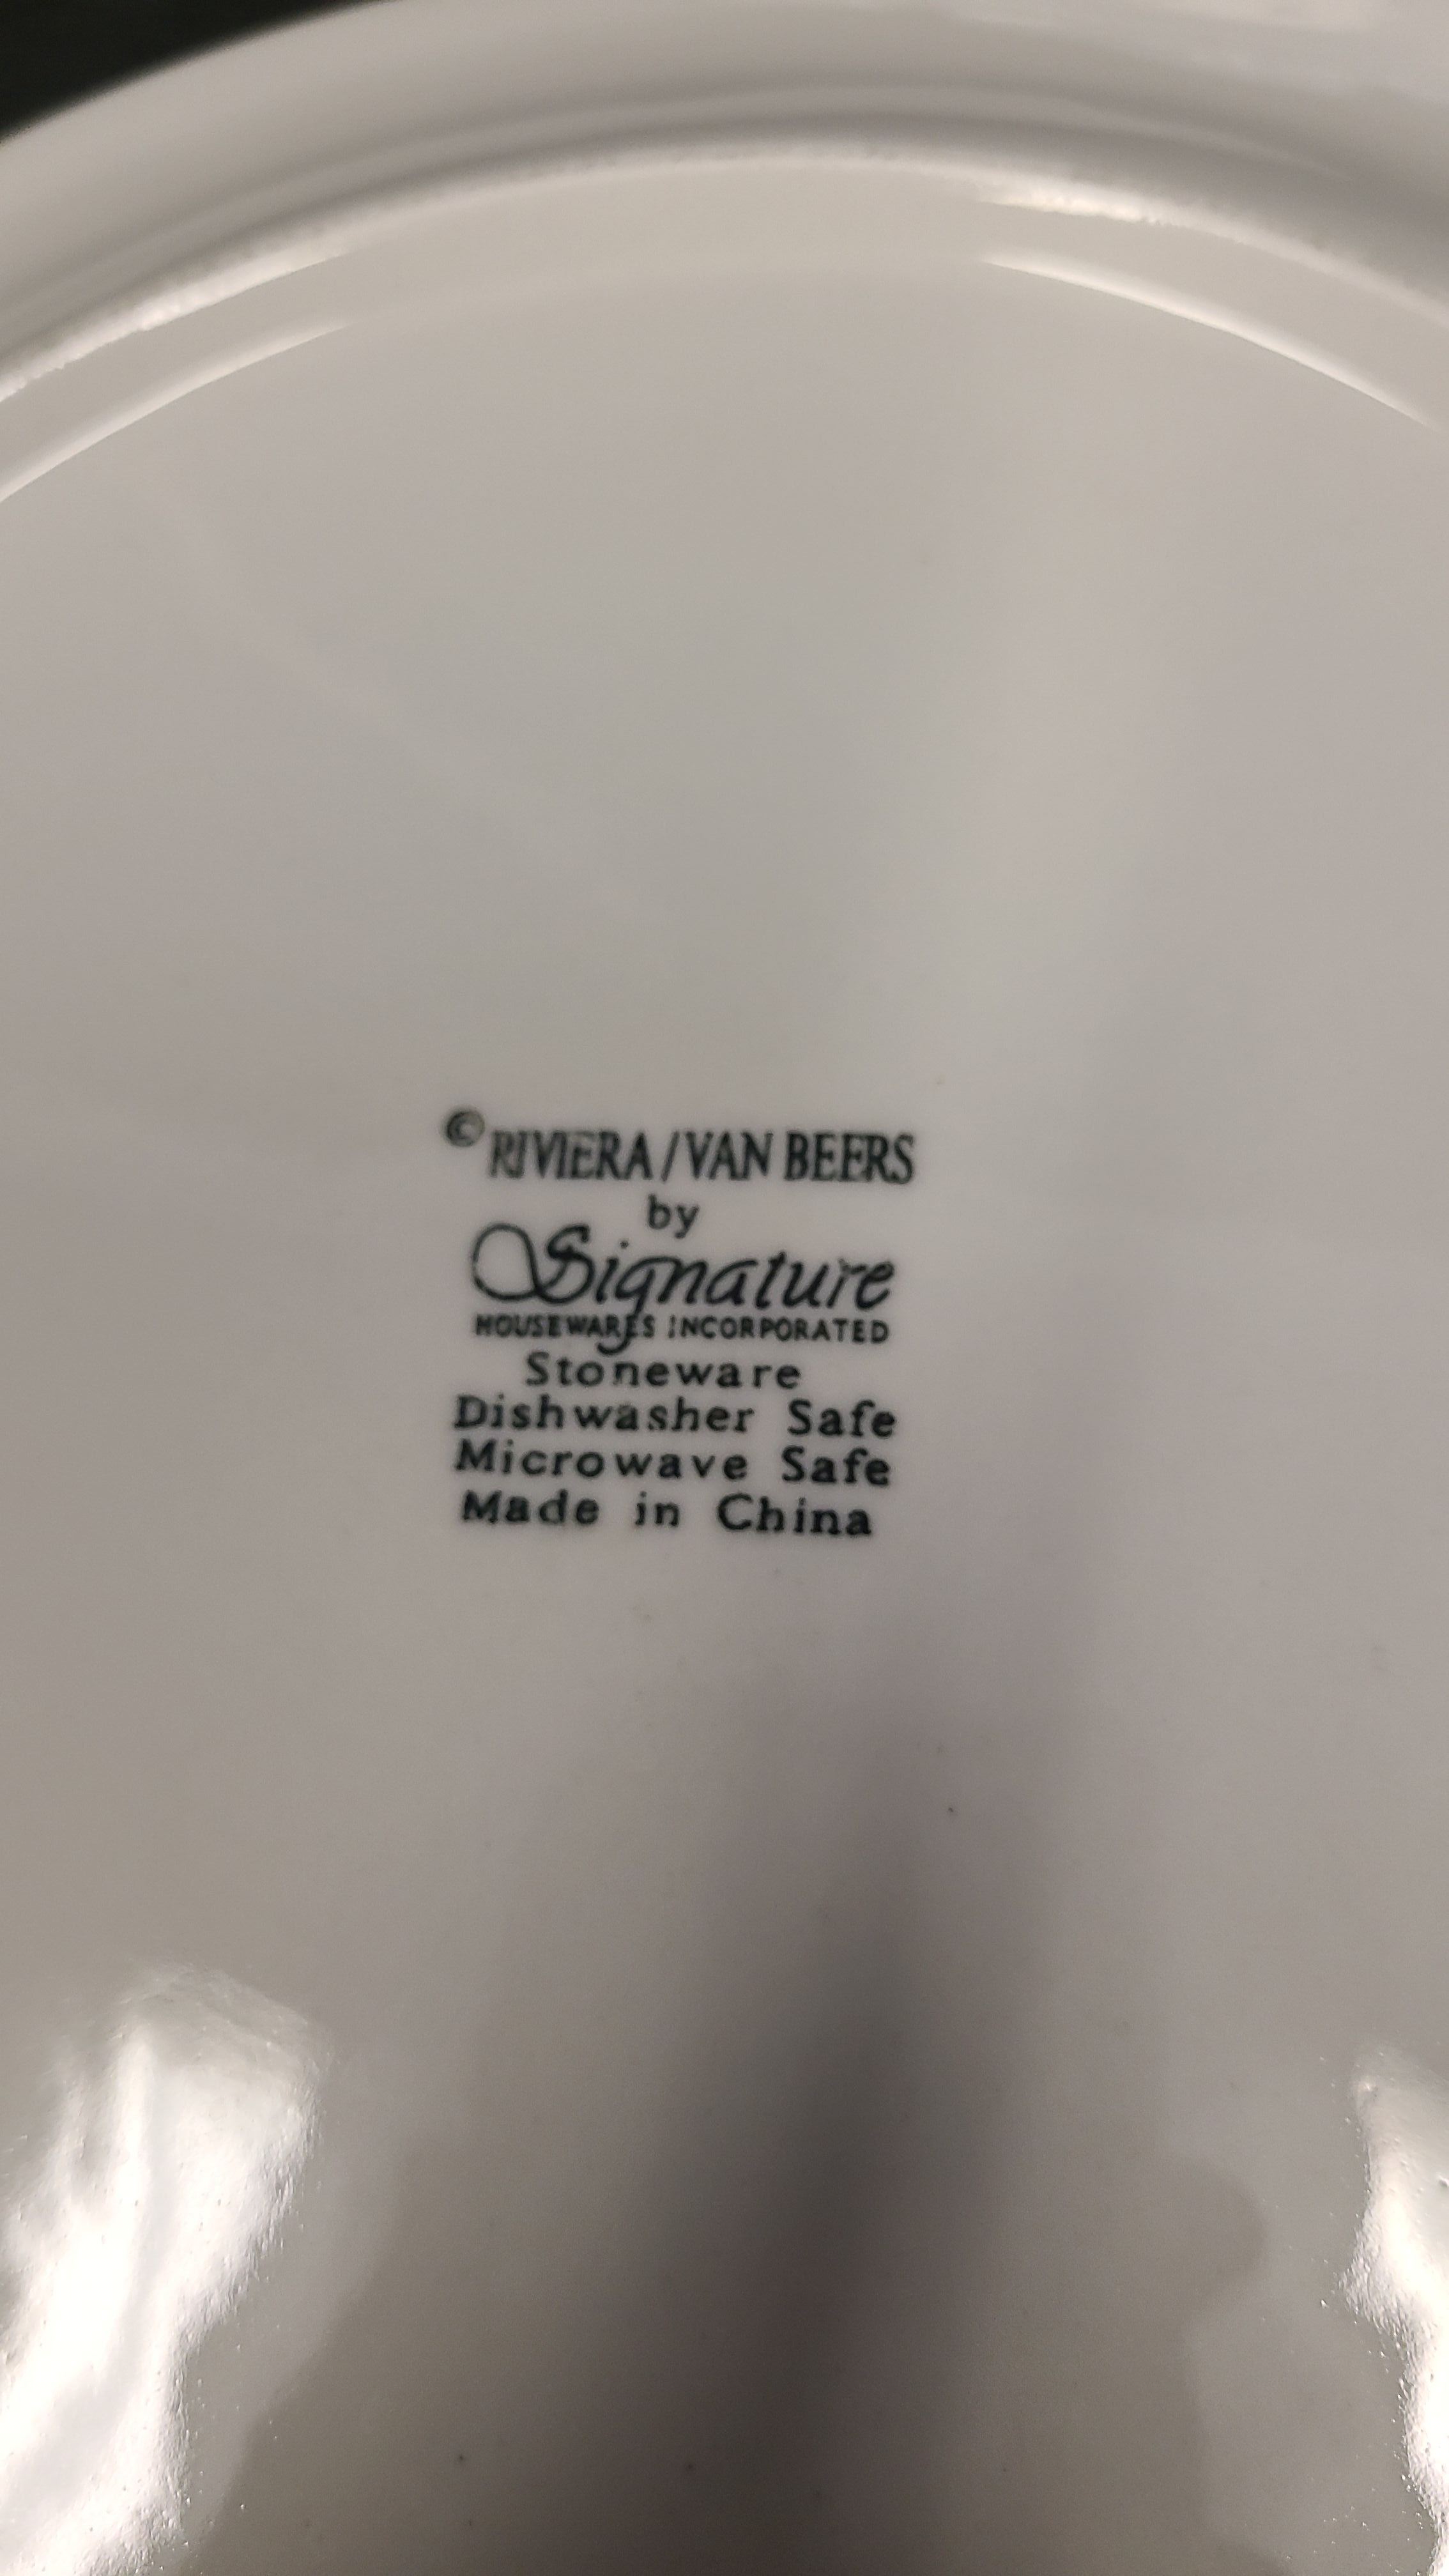 © RIVIERA/VAN BEERS
by
Signature
HOUSEWARES INCORPORATED
Stoneware
Dishwasher Safe
Microwave Safe
Made in China